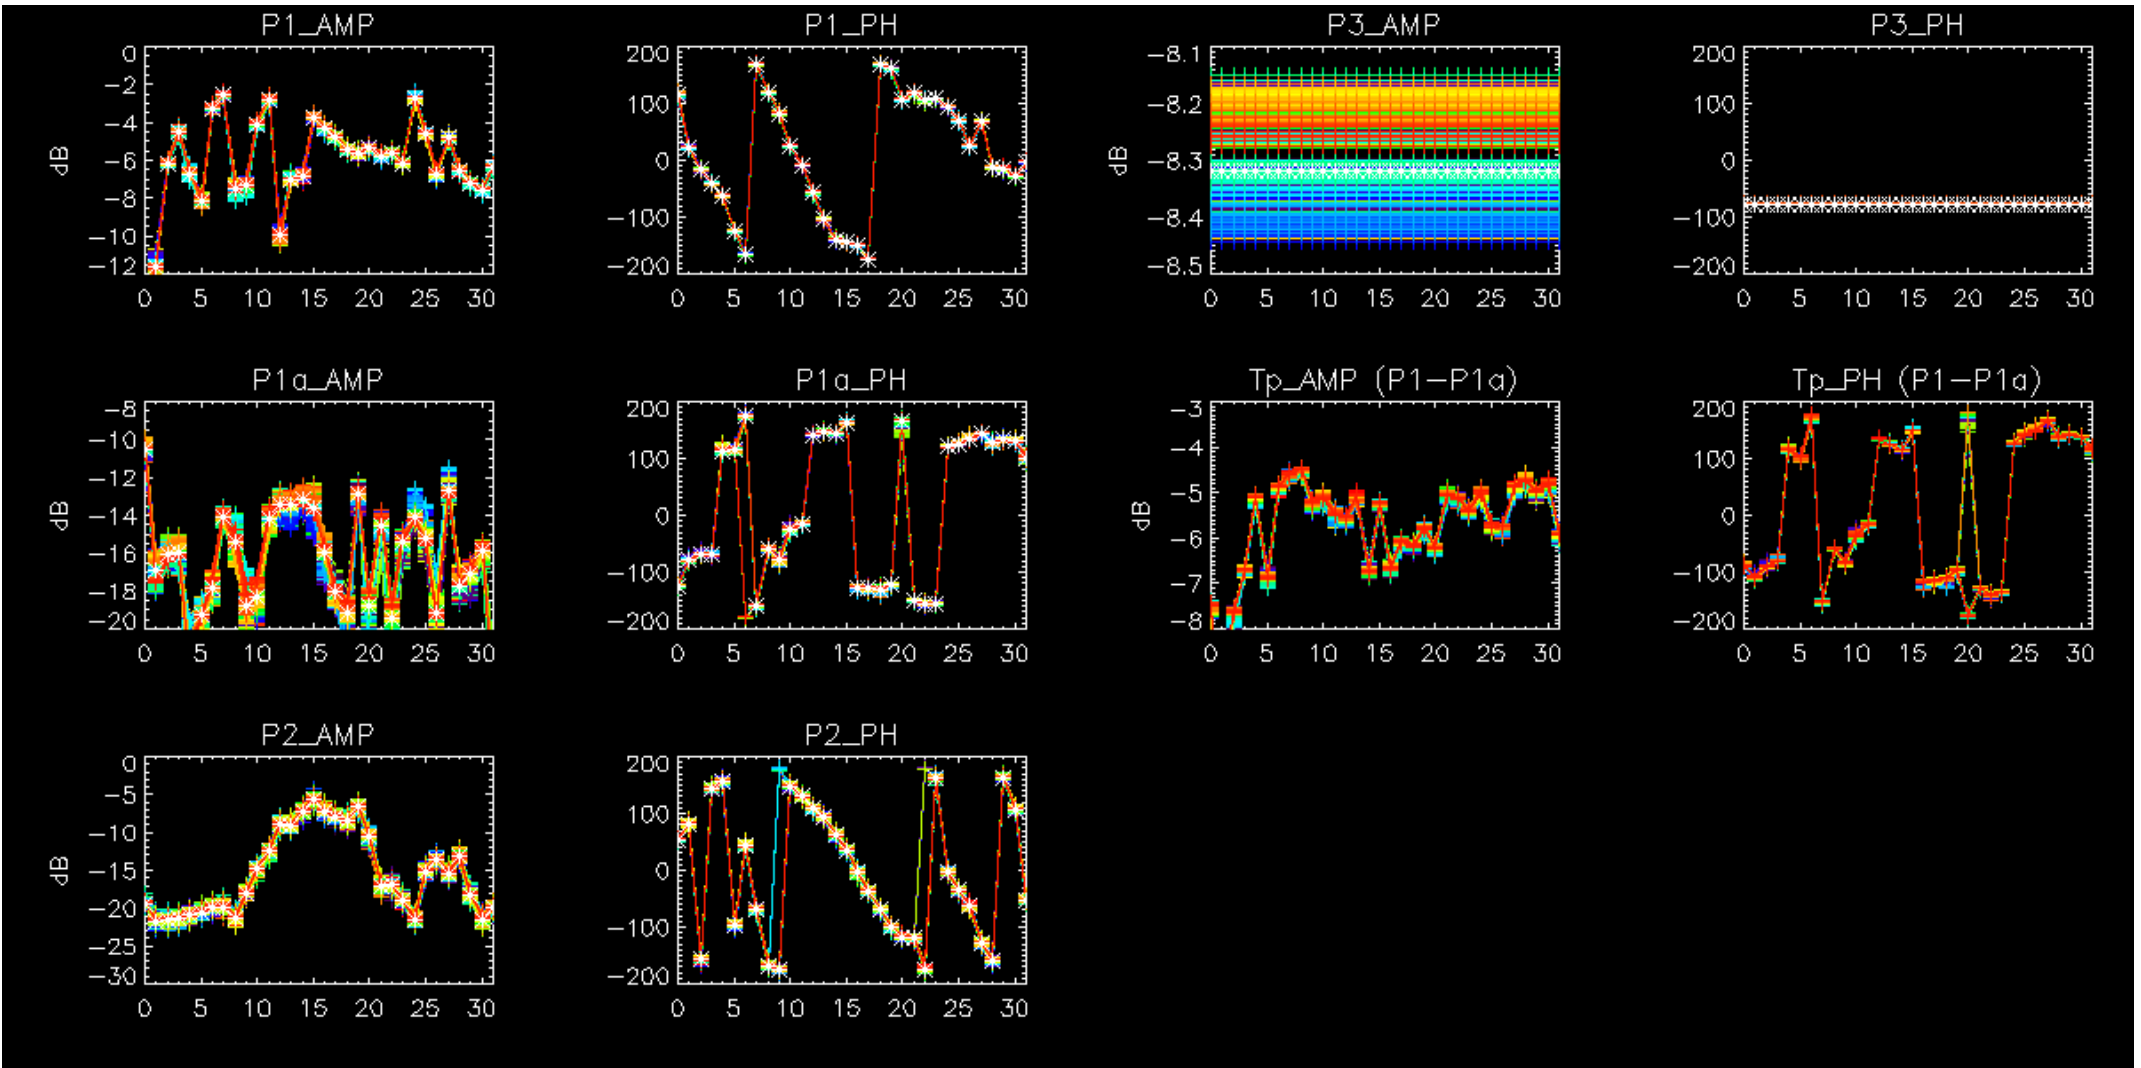 P1_AMP P1_PH P3_AMP P3_PH
0 200 -8.1 200
-2 100 -8.2 100
-4 0 -8.3 0
-6 -100 -8.4 -100
-8 -200 -8.5 -200
-10
-12
dB dB
0 5 10 15 20 25 30 0 5 10 15 20 25 30 0 5 10 15 20 25 30 0 5 10 15 20 25 30
P1a_AMP P1a_PH Tp_AMP (P1-P1a) Tp_PH (P1-P1a)
-8 200 -3 200
-10 100 -4 100
-12 0 -5 0
-14 -100 -6 -100
-16 -200 -7 -200
-18 -8
-20
dB dB
0 5 10 15 20 25 30 0 5 10 15 20 25 30 0 5 10 15 20 25 30 0 5 10 15 20 25 30
P2_AMP P2_PH
0 200
-5 100
-10 0
-15 -100
-20 -200
-25
-30
dB
0 5 10 15 20 25 30 0 5 10 15 20 25 30